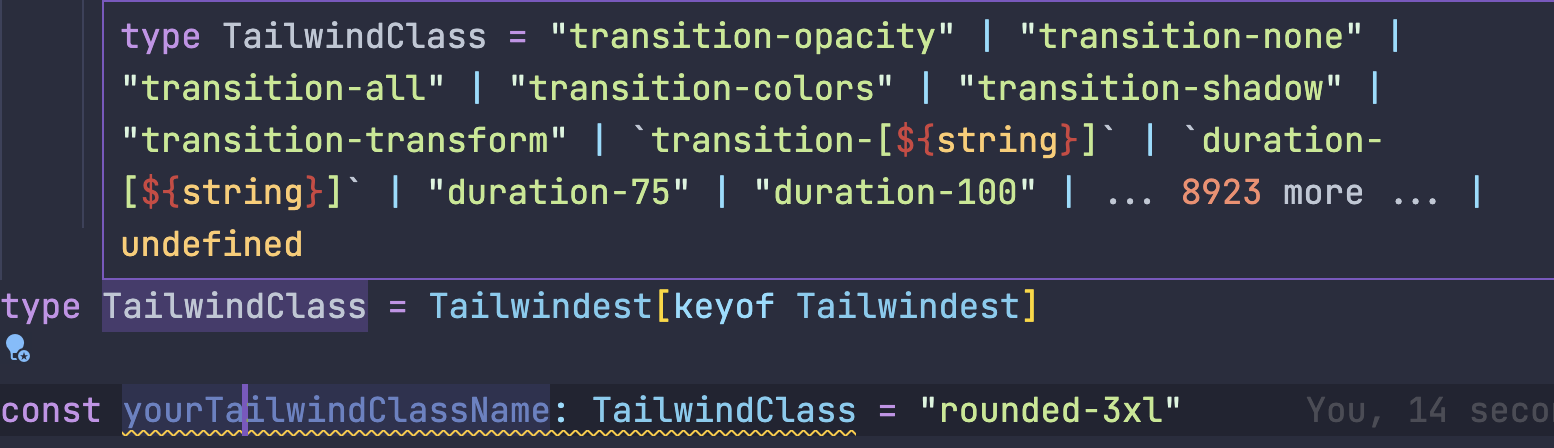 type TailwindClass = "transition-opacity" | "transition-none" |
"transition-all" | "transition-colors" | "transition-shadow" |
"transition-transform" | `transition-[${string}]` | `duration-
[${string}]` | "duration-75" | "duration-100" | ... 8923 more ... |
undefined
type TailwindClass = Tailwindest[keyof Tailwindest]
const yourTailwindClassName: TailwindClass = "rounded-3xl" You, 14 seco